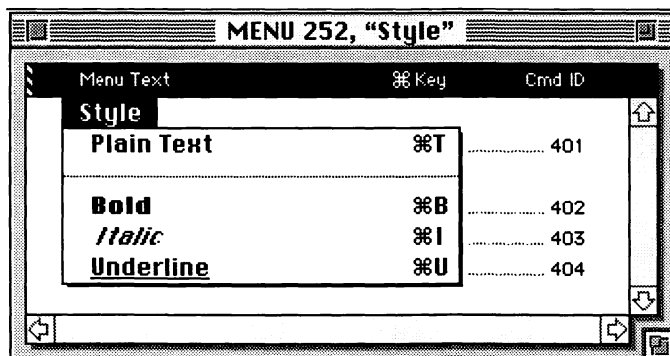 MENU 252, “Style”
Menu Text ⌘ Key Cmd ID
Style
Plain Text ⌘T ................ 401
Bold ⌘B ................ 402
Italic ⌘I ................ 403
Underline ⌘U ................ 404